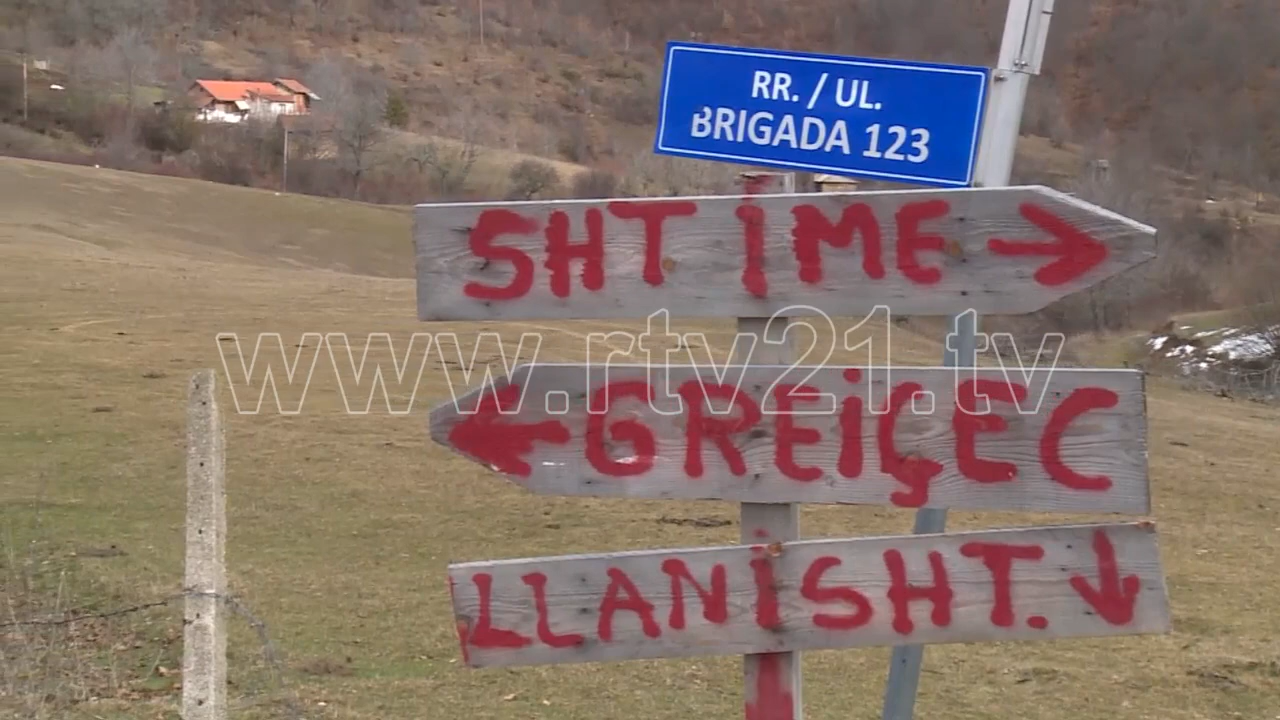 RR. / UL.
BRIGADA 123
SHTIME →
www.rtv21.tv
← GREIÇEC
LLANISHT. ↓